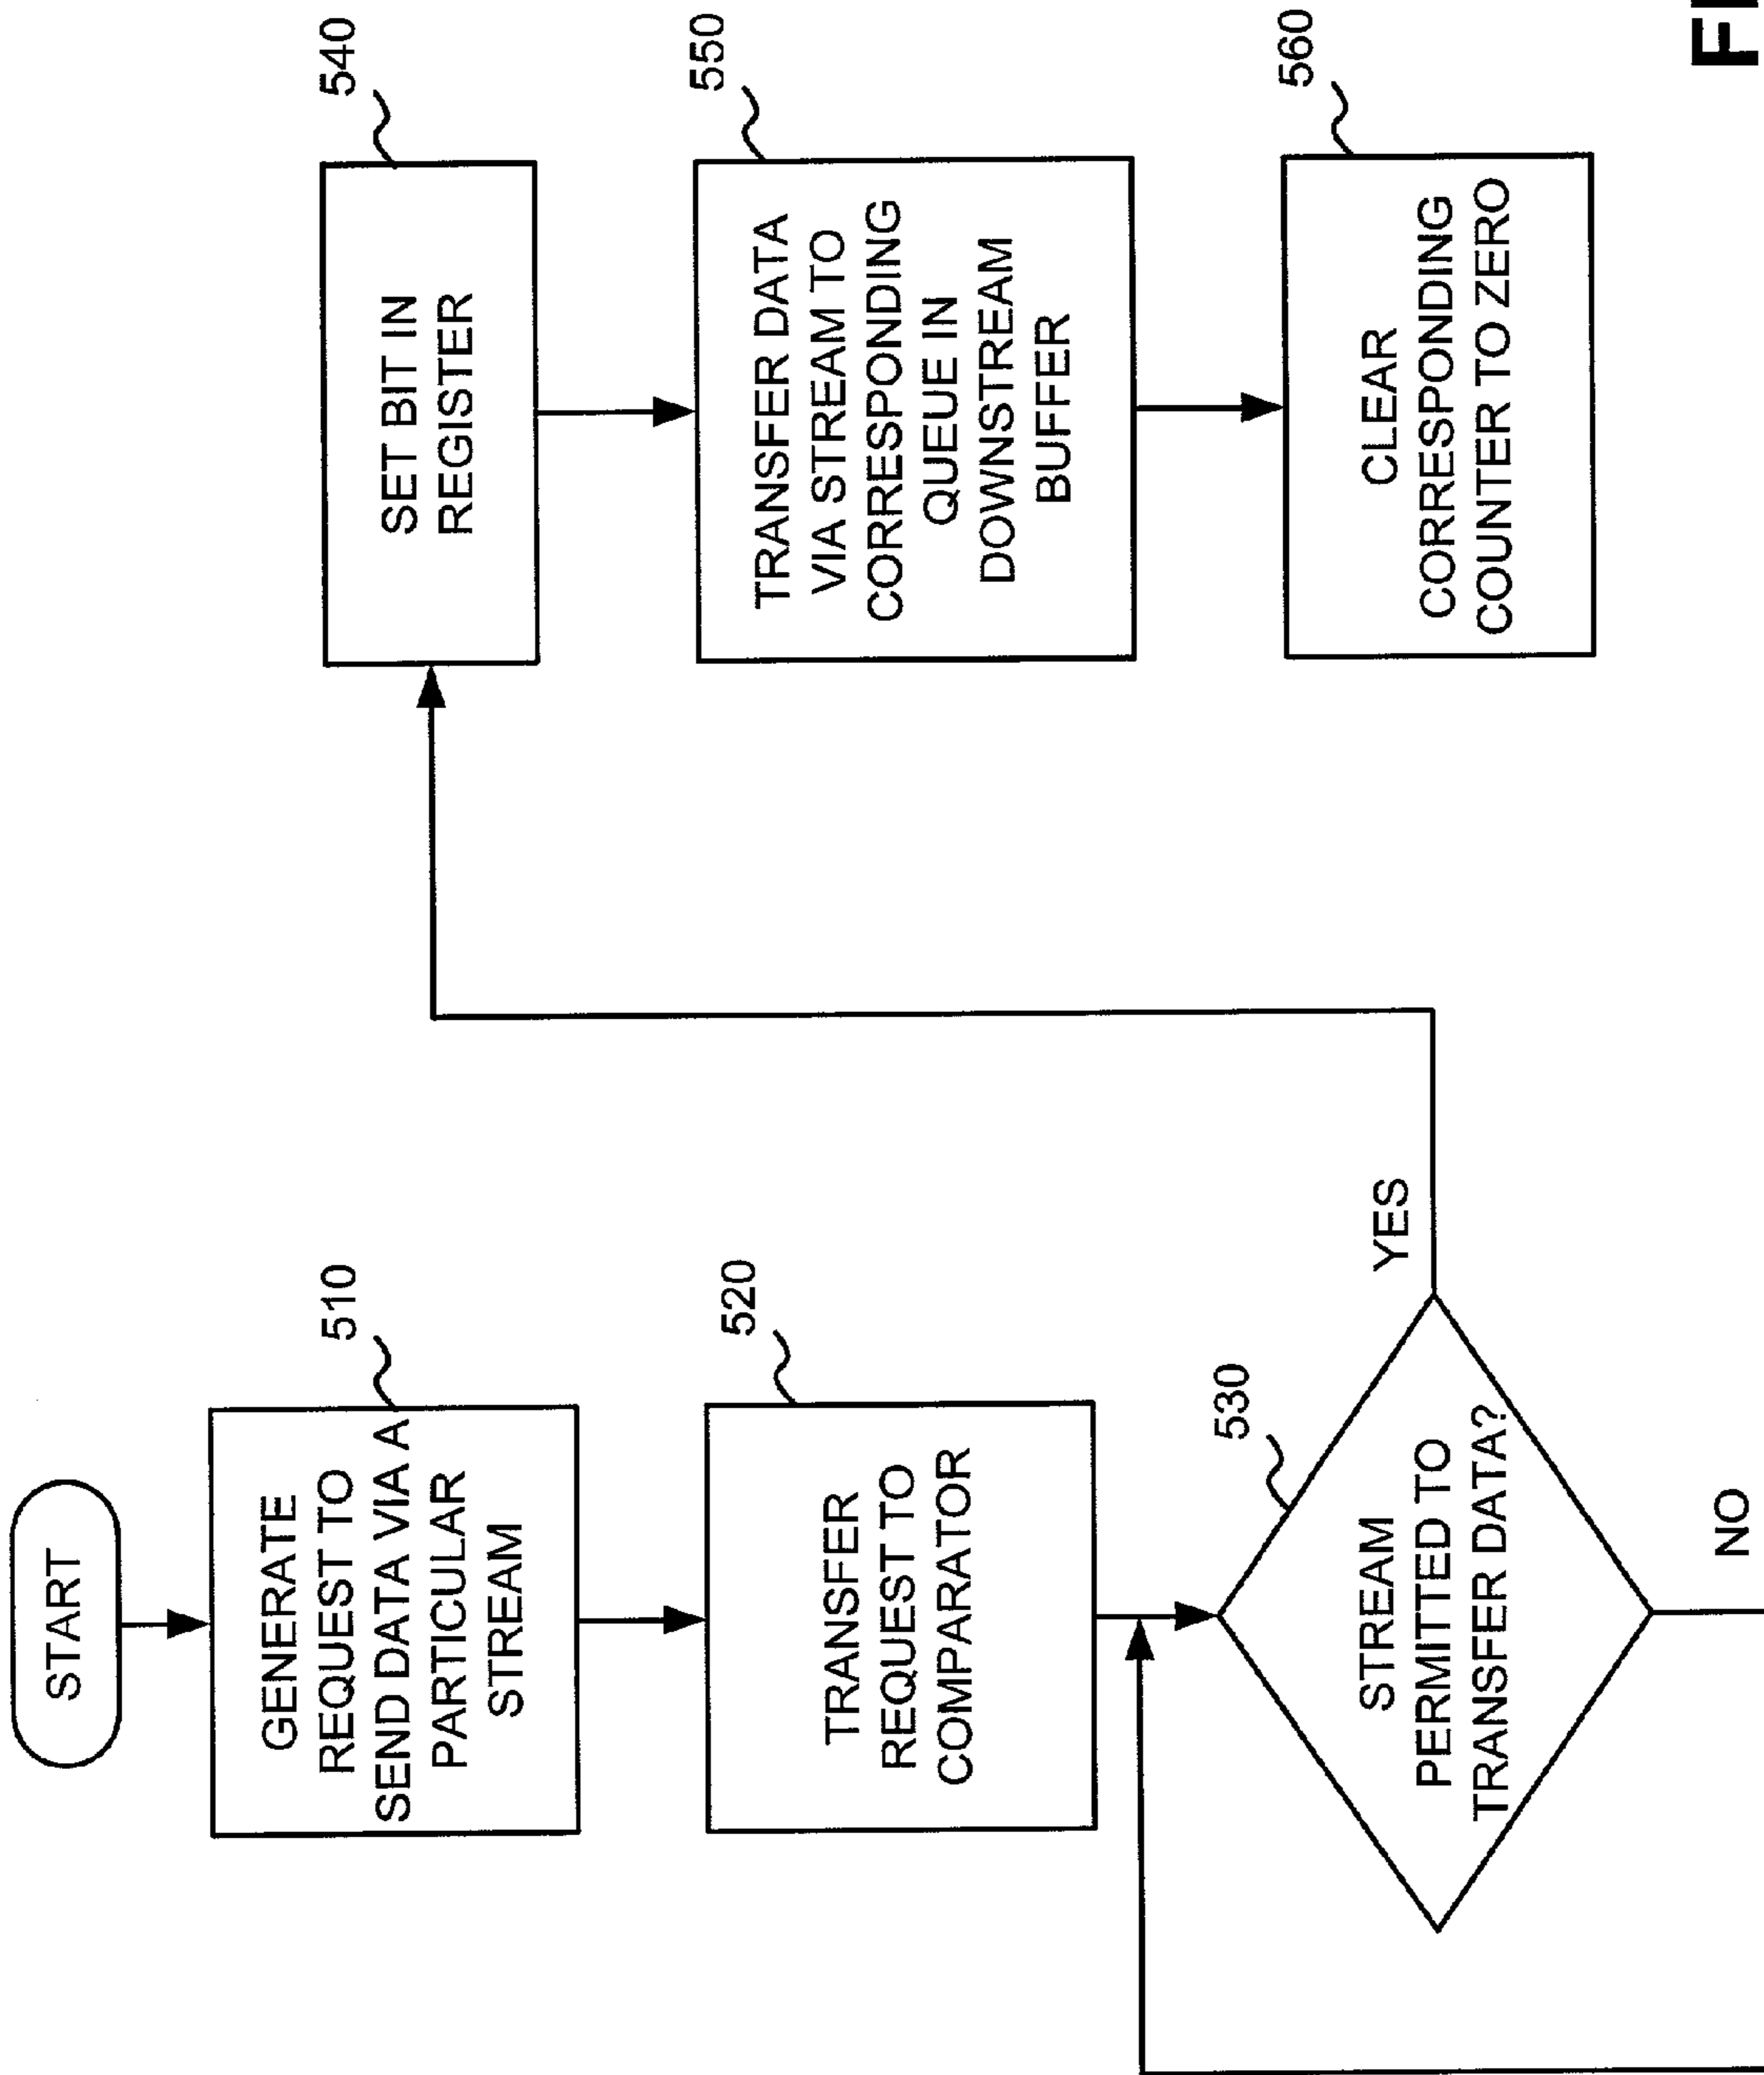 START
510
GENERATE
REQUEST TO
SEND DATA VIA A
PARTICULAR
STREAM
520
TRANSFER
REQUEST TO
COMPARATOR
530
STREAM
PERMITTED TO
TRANSFER DATA?
YES
NO
540
SET BIT IN
REGISTER
550
TRANSFER DATA
VIA STREAM TO
CORRESPONDING
QUEUE IN
DOWNSTREAM
BUFFER
560
CLEAR
CORRESPONDING
COUNTER TO ZERO